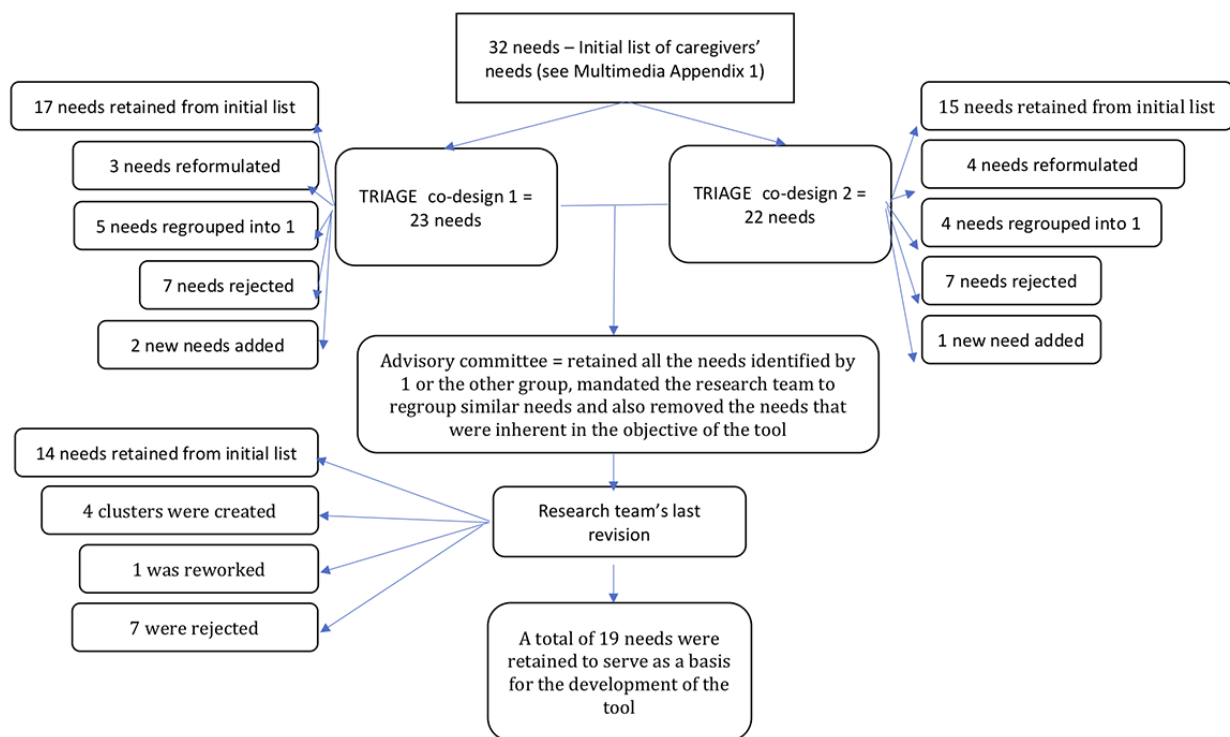 32 needs – Initial list of caregivers'
needs (see Multimedia Appendix 1)
17 needs retained from initial list
3 needs reformulated
5 needs regrouped into 1
7 needs rejected
2 new needs added
TRIAGE co-design 1 =
23 needs
TRIAGE co-design 2 =
22 needs
15 needs retained from initial list
4 needs reformulated
4 needs regrouped into 1
7 needs rejected
1 new need added
Advisory committee = retained all the needs identified by
1 or the other group, mandated the research team to
regroup similar needs and also removed the needs that
were inherent in the objective of the tool
14 needs retained from initial list
4 clusters were created
1 was reworked
7 were rejected
Research team's last
revision
A total of 19 needs were
retained to serve as a basis
for the development of the
tool